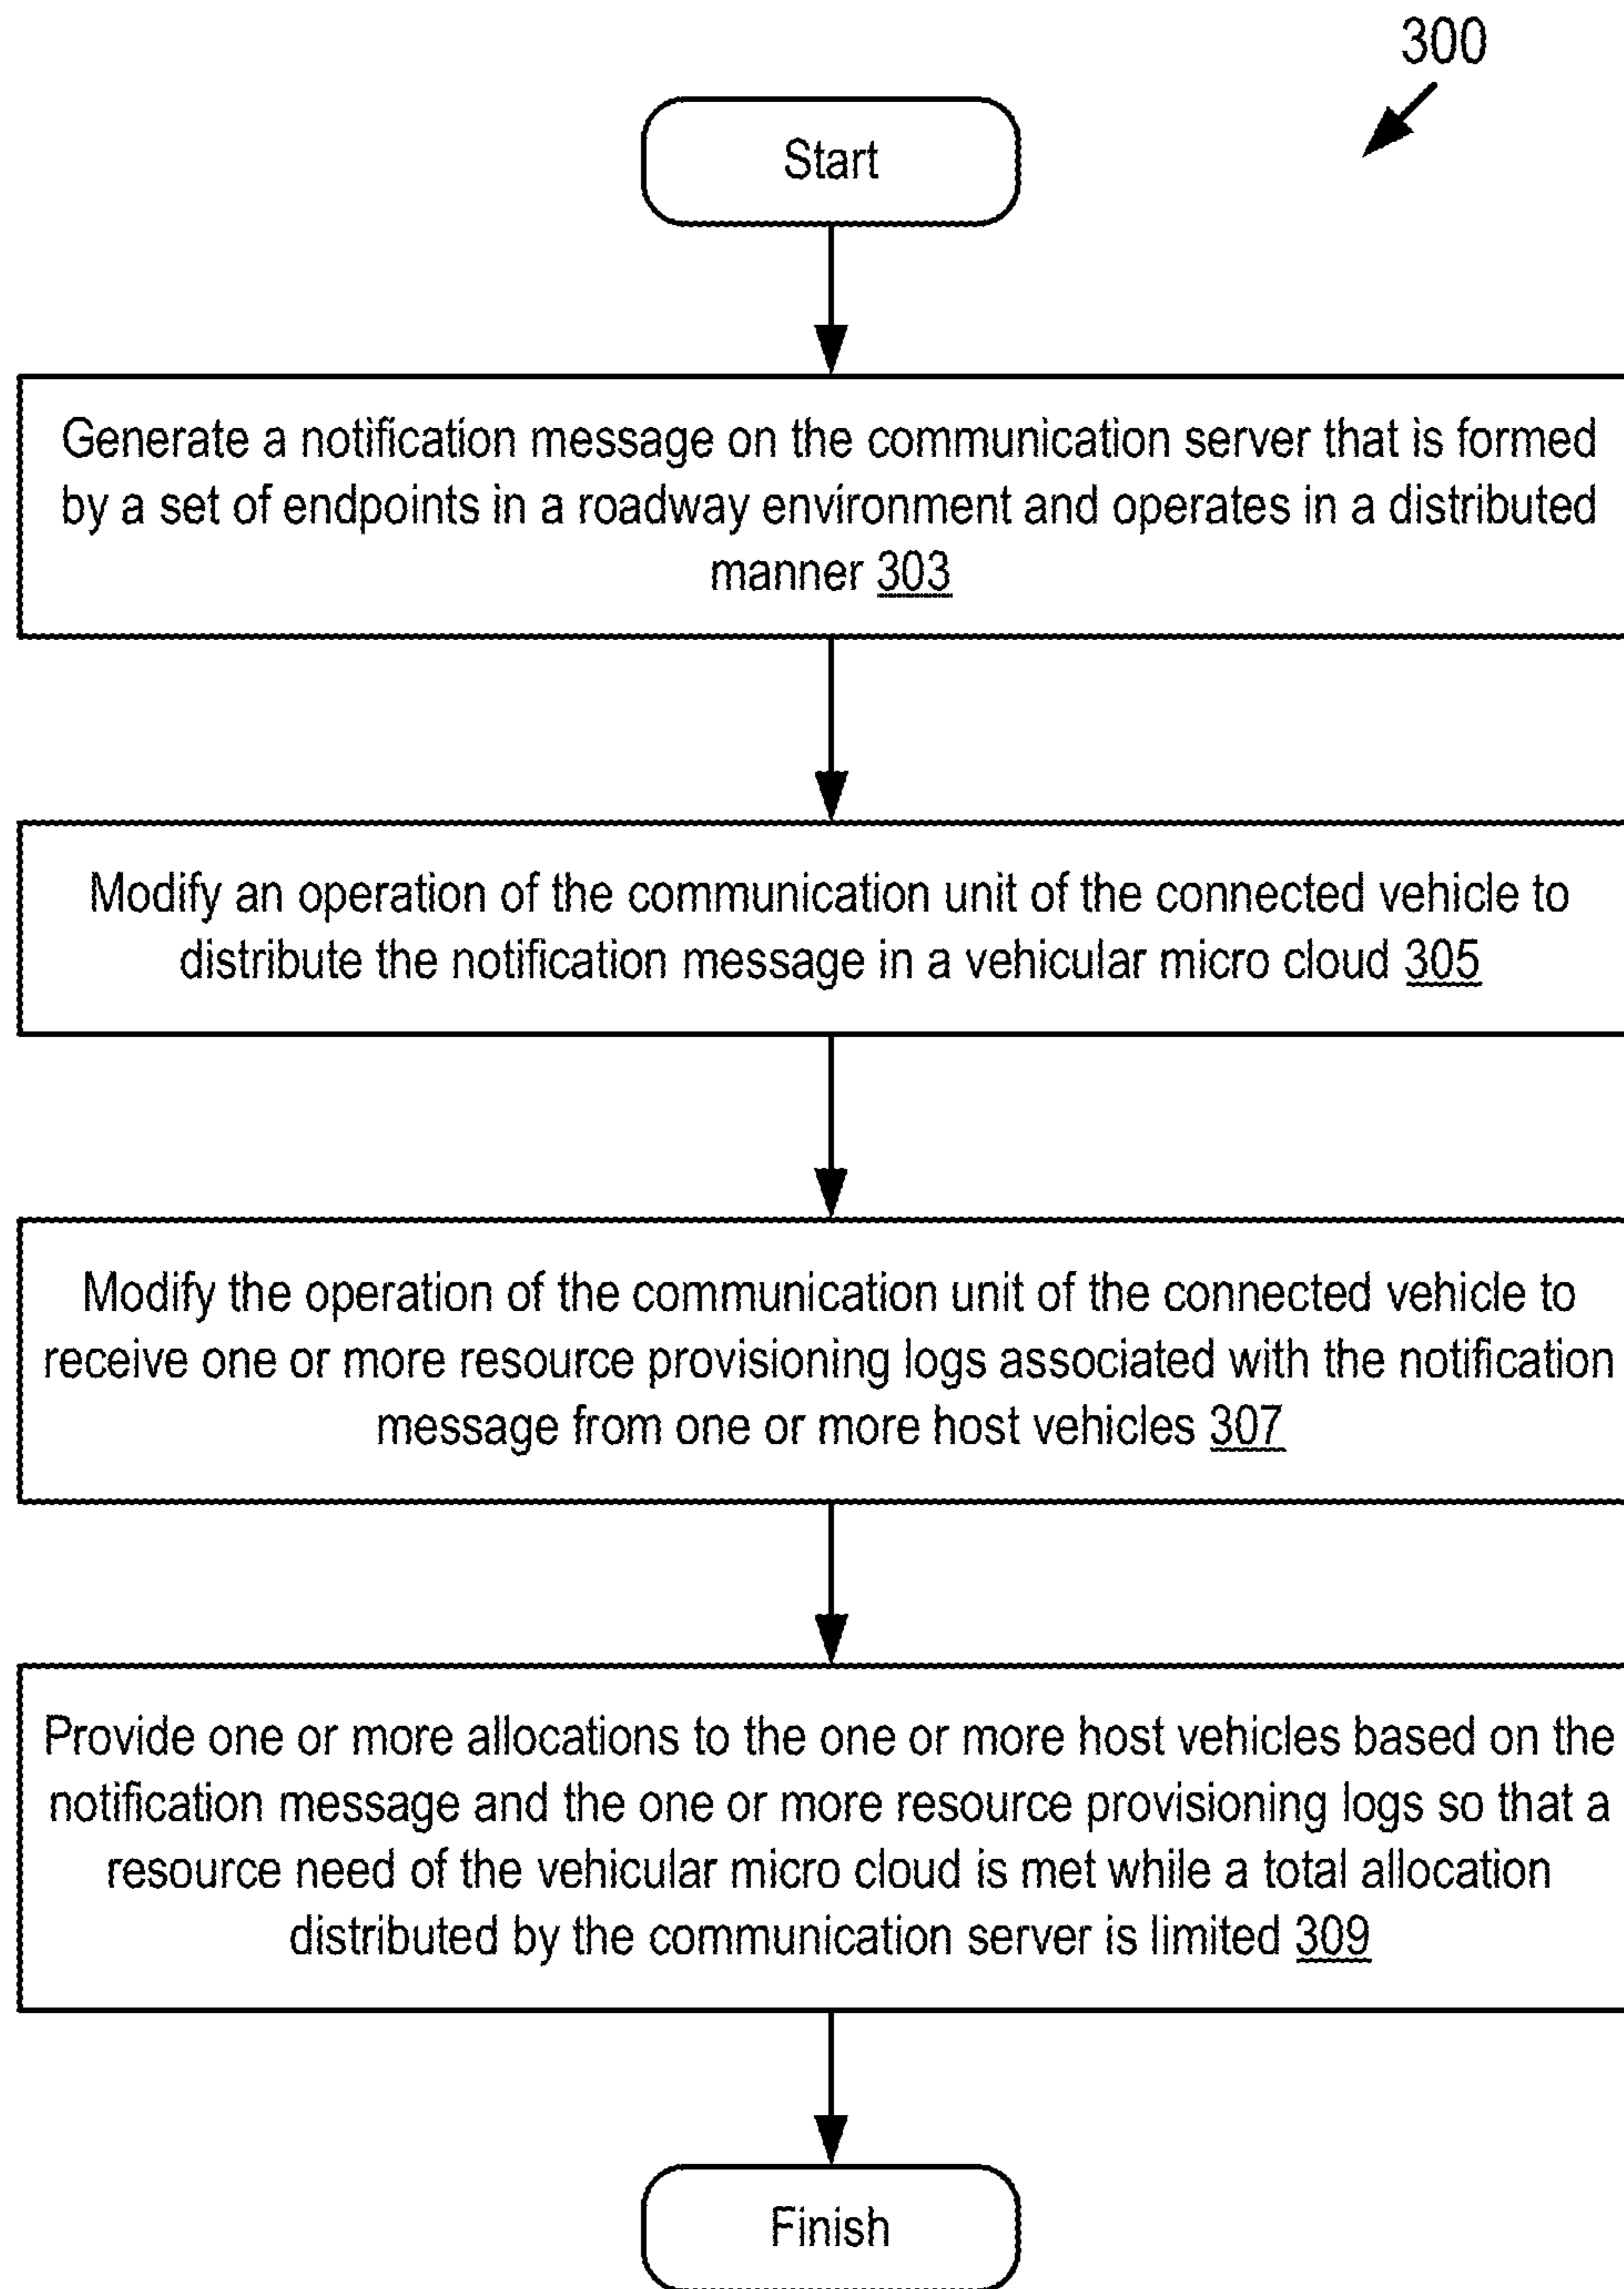 300
Start
Generate a notification message on the communication server that is formed
by a set of endpoints in a roadway environment and operates in a distributed
manner 303
Modify an operation of the communication unit of the connected vehicle to
distribute the notification message in a vehicular micro cloud 305
Modify the operation of the communication unit of the connected vehicle to
receive one or more resource provisioning logs associated with the notification
message from one or more host vehicles 307
Provide one or more allocations to the one or more host vehicles based on the
notification message and the one or more resource provisioning logs so that a
resource need of the vehicular micro cloud is met while a total allocation
distributed by the communication server is limited 309
Finish